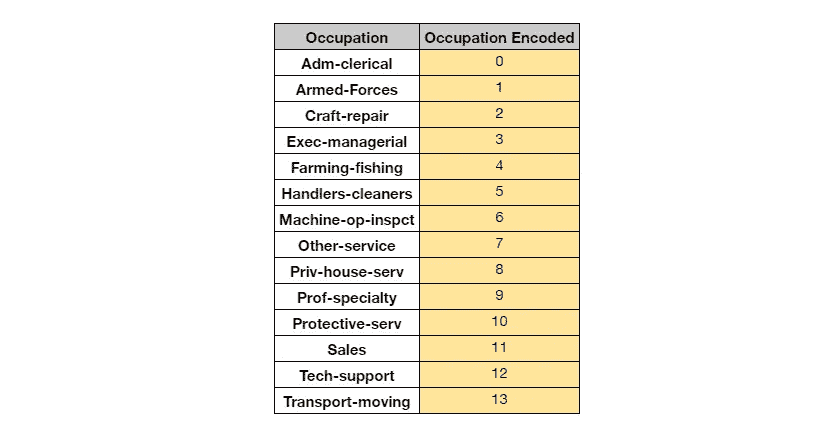 Occupation Occupation Encoded
Adm-clerical 0
Armed-Forces 1
Craft-repair 2
Exec-managerial 3
Farming-fishing 4
Handlers-cleaners 5
Machine-op-inspct 6
Other-service 7
Priv-house-serv 8
Prof-specialty 9
Protective-serv 10
Sales 11
Tech-support 12
Transport-moving 13